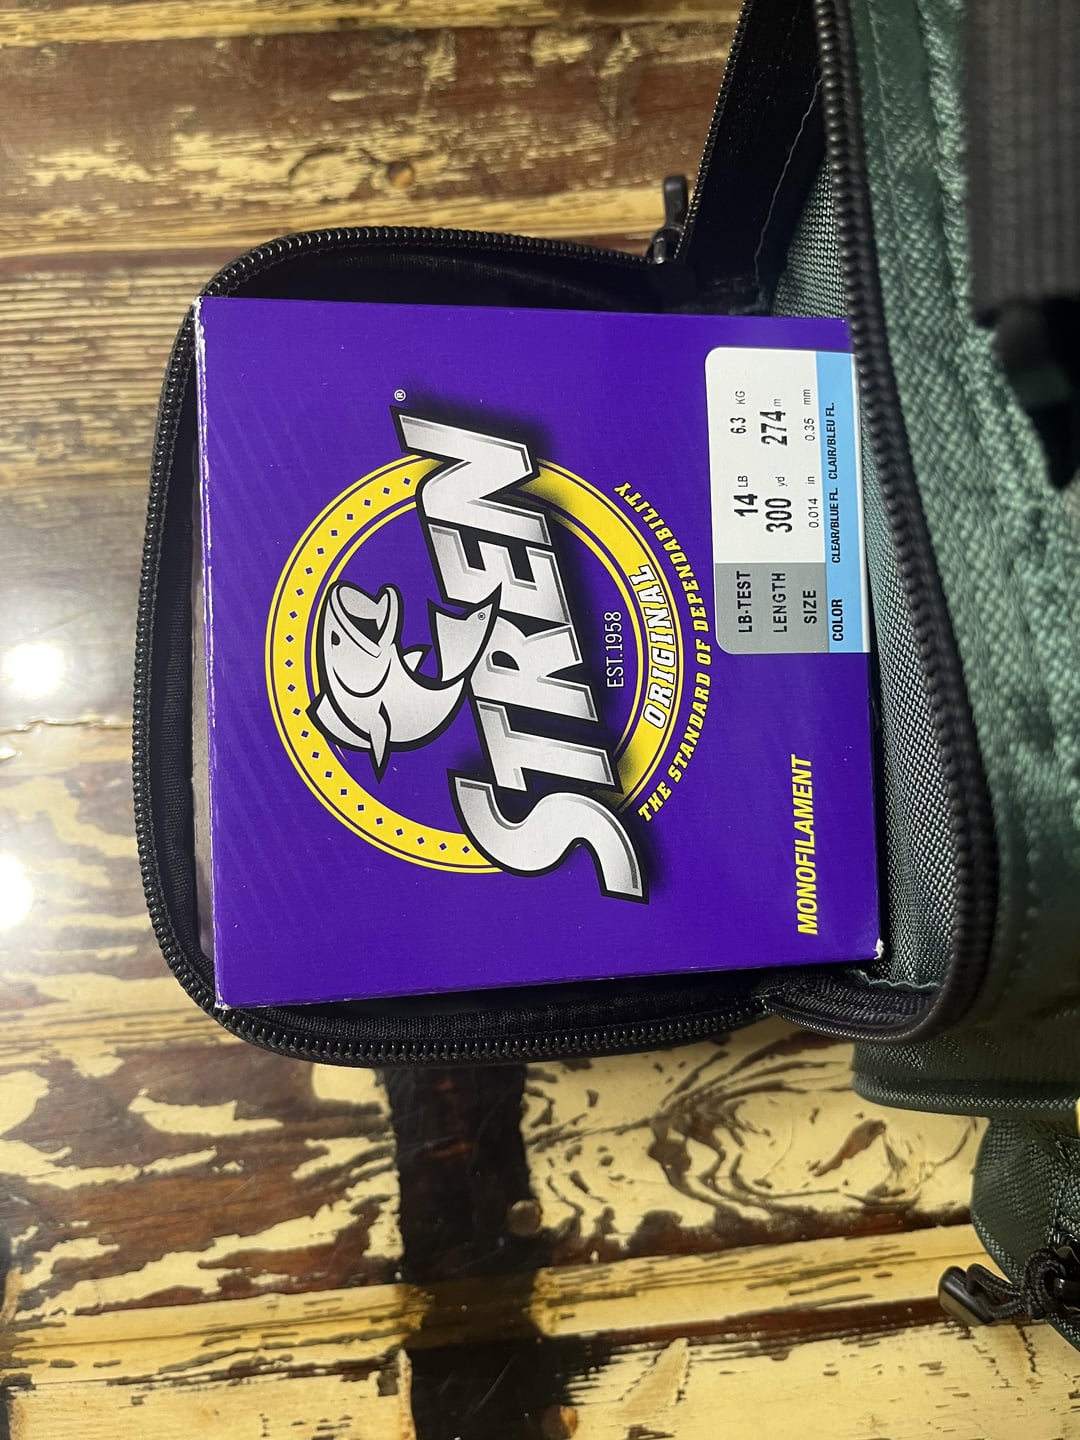 STREN®
®
EST.1958
ORIGINAL
THE STANDARD OF DEPENDABILITY
MONOFILAMENT
LB-TEST 14 LB 6.3 KG
LENGTH 300 yd 274 m
SIZE 0.014 in 0.35 mm
COLOR CLEAR/BLUE FL. CLAIR/BLEU FL.